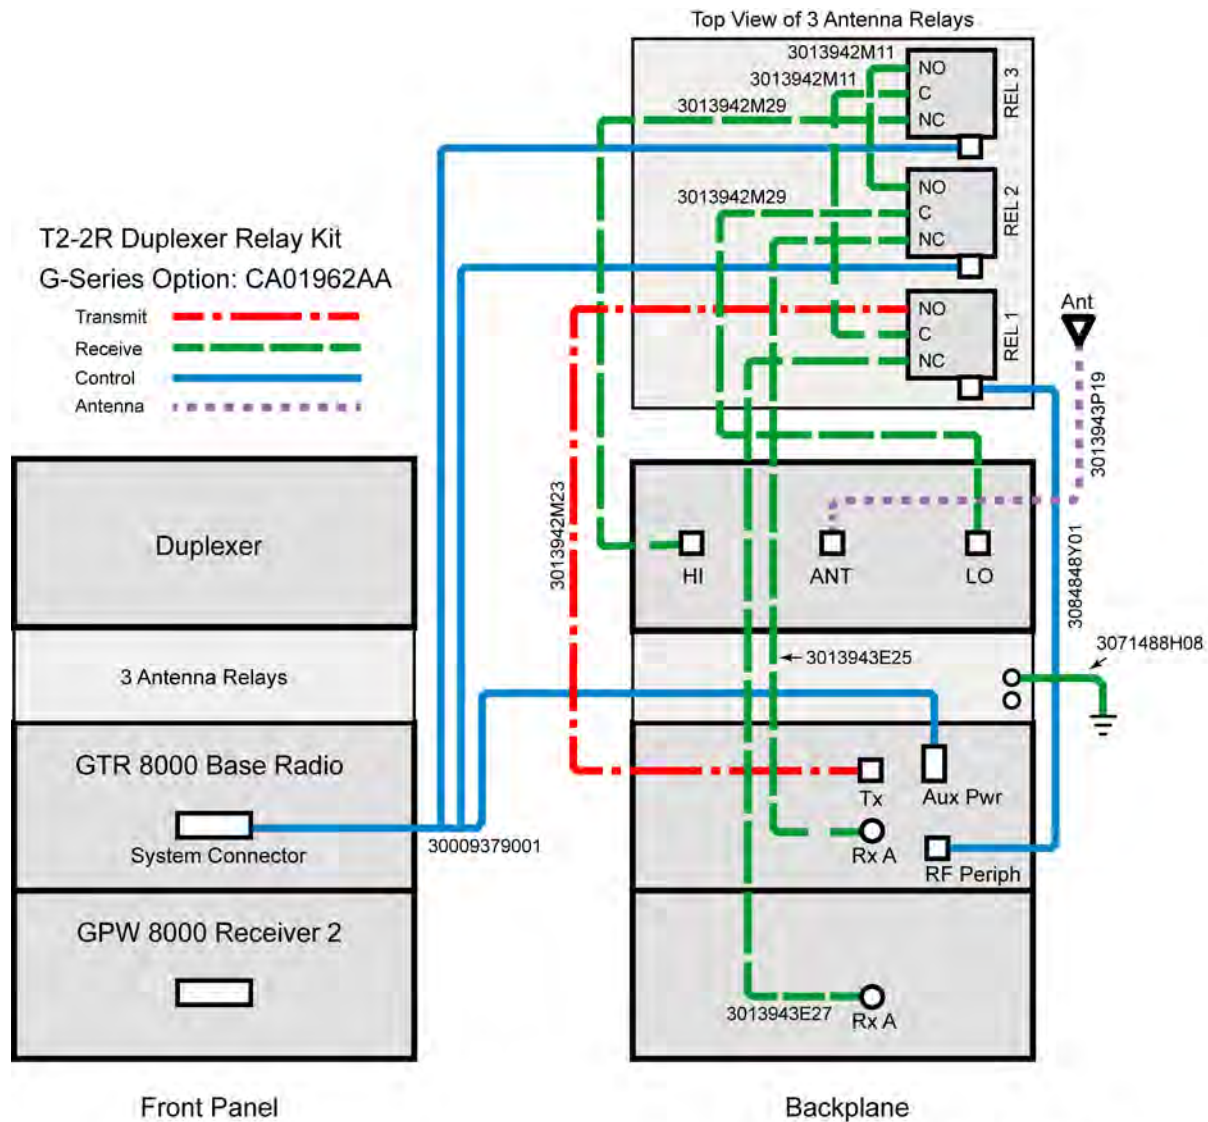 Top View of 3 Antenna Relays
3013942M11
3013942M11
3013942M29
NO
C
NC
REL 3
3013942M29
NO
C
NC
REL 2
NO
C
NC
REL 1
T2-2R Duplexer Relay Kit
G-Series Option: CA01962AA
Transmit
Receive
Control
Antenna
Ant
3013943P19
3013942M23
3084848Y01
Duplexer
HI
ANT
LO
3 Antenna Relays
3013943E25
3071488H08
GTR 8000 Base Radio
System Connector
30009379001
Tx
Aux Pwr
Rx A
RF Periph
GPW 8000 Receiver 2
3013943E27
Rx A
Front Panel
Backplane